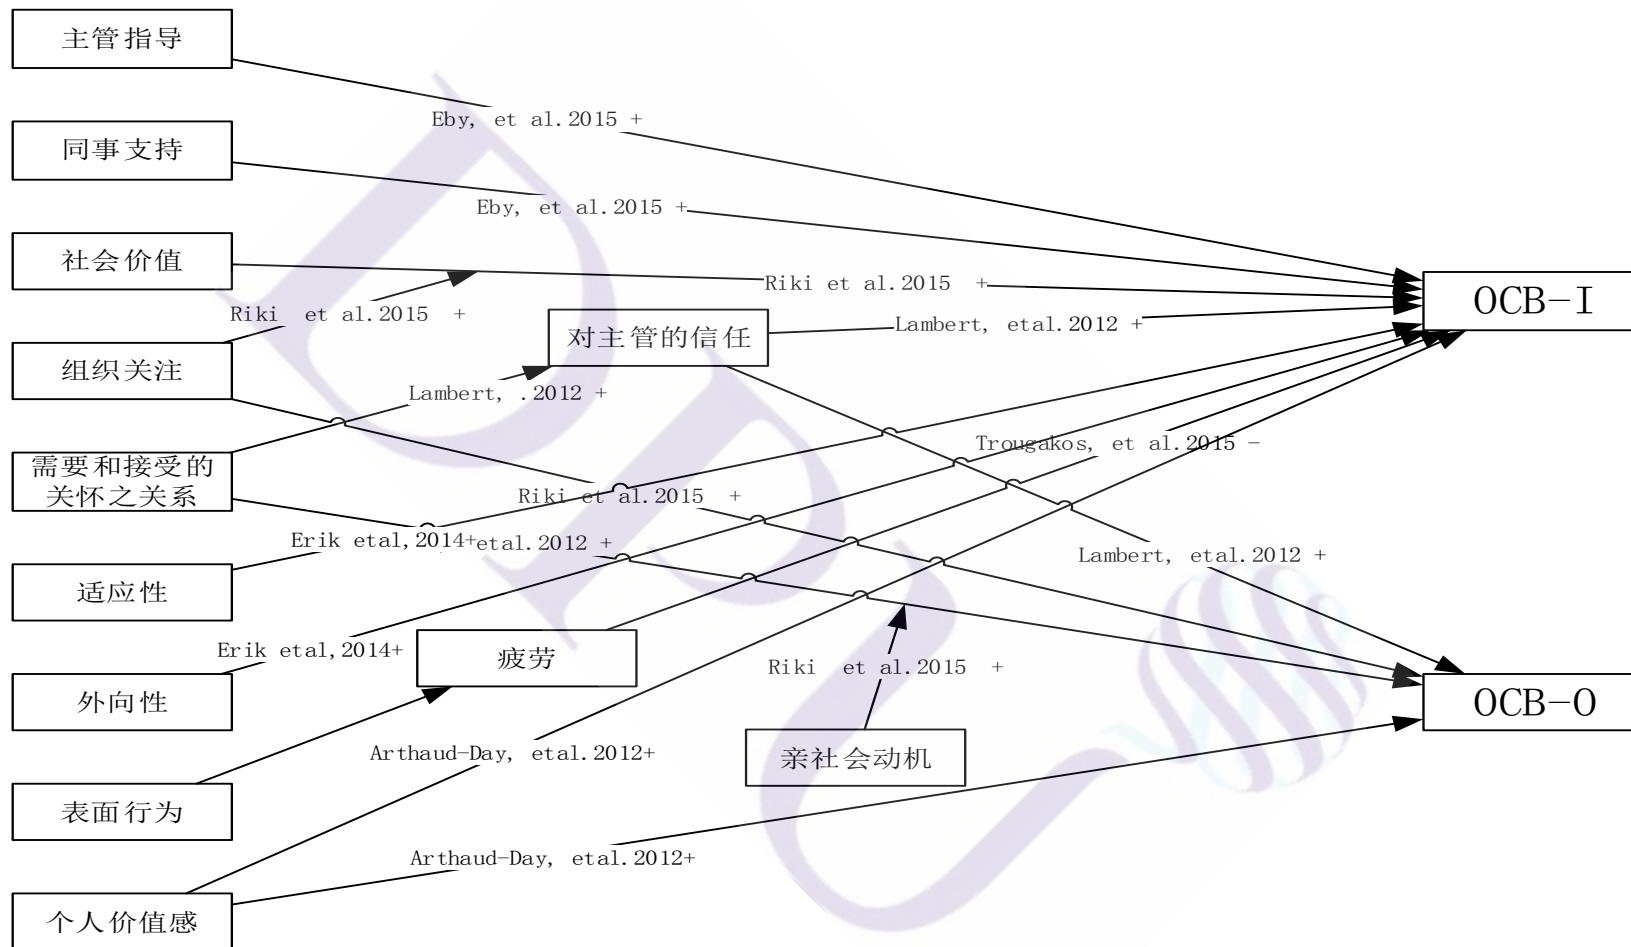 主管指导
Eby, et al.2015 +
同事支持
Eby, et al.2015 +
社会价值
Riki et al.2015 +
OCB-I
Riki et al.2015 +
对主管的信任
Lambert, etal.2012 +
组织关注
Lambert, .2012 +
Trougakos, et al.2015 -
需要和接受的
关怀之关系
Riki et al.2015 +
Erik etal,2014+
etal.2012 +
Lambert, etal.2012 +
适应性
Erik etal,2014+
疲劳
Riki et al.2015 +
外向性
OCB-O
Arthaud-Day, etal.2012+
亲社会动机
表面行为
Arthaud-Day, etal.2012+
个人价值感
DPU